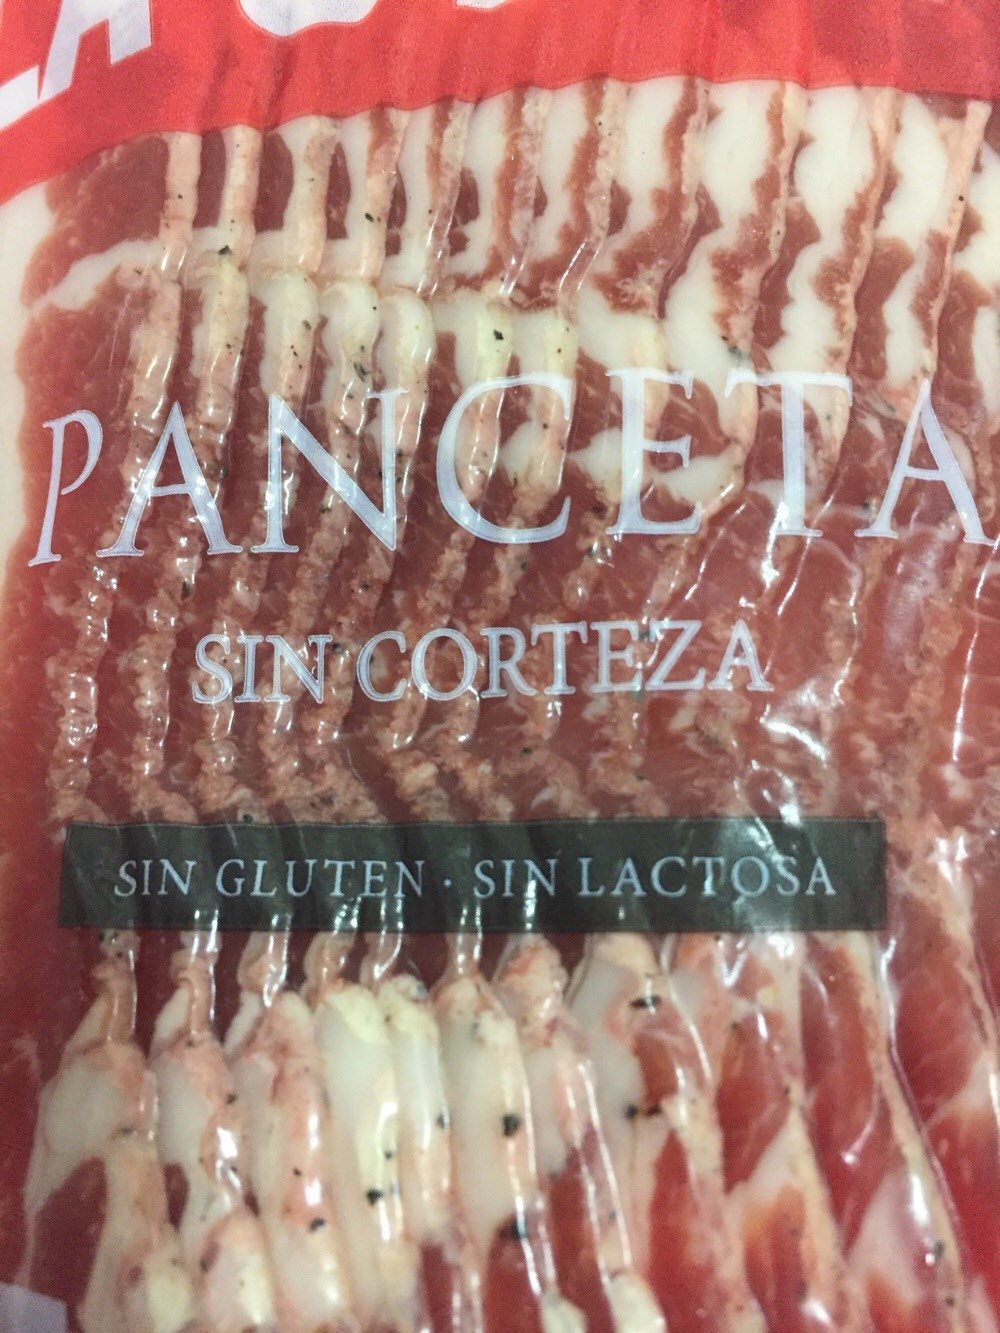 PANCETA
SIN CORTEZA
SIN GLUTEN · SIN LACTOSA